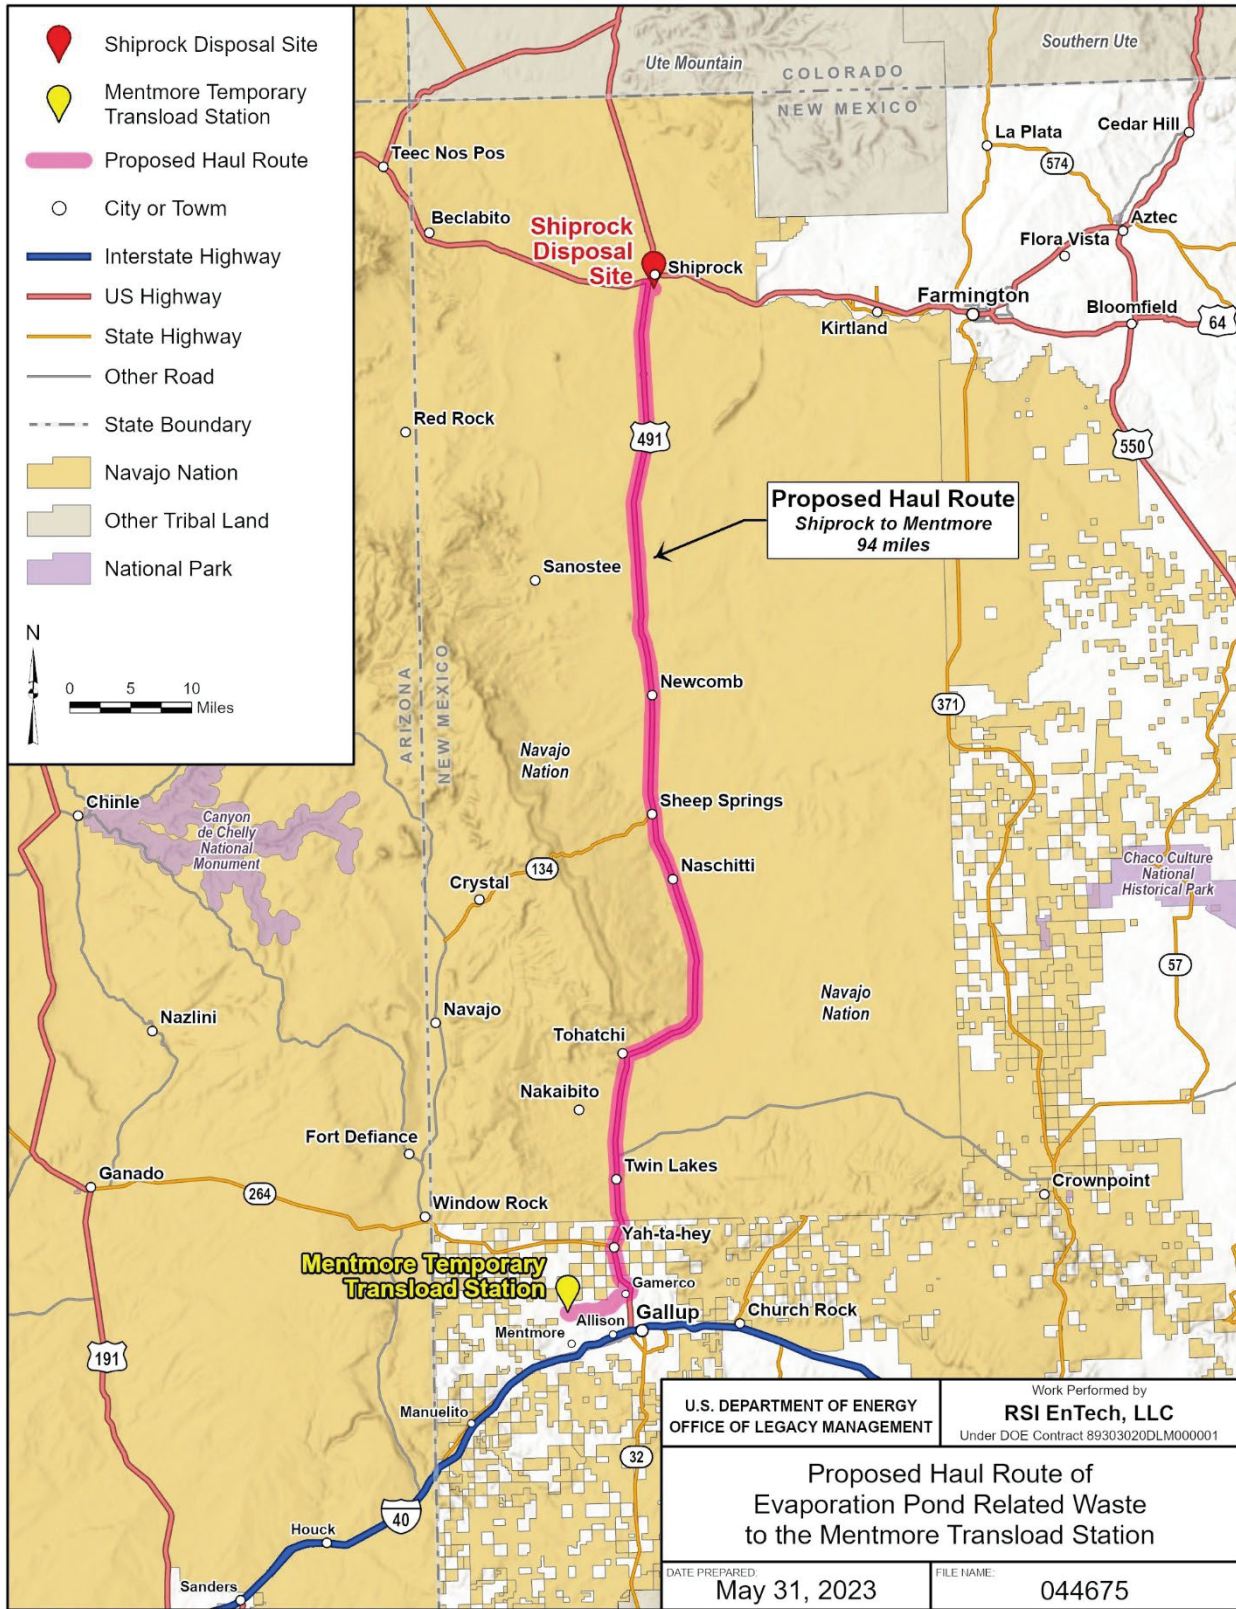 Shiprock Disposal Site
Mentmore Temporary
Transload Station
Proposed Haul Route
City or Towm
Interstate Highway
US Highway
State Highway
Other Road
State Boundary
Navajo Nation
Other Tribal Land
National Park
N
0 5 10
Miles
Ute Mountain
Southern Ute
COLORADO
NEW MEXICO
La Plata
Cedar Hill
574
Teec Nos Pos
Beclabito
Aztec
Flora Vista
Shiprock
Disposal
Site
Shiprock
Farmington
Kirtland
Bloomfield
64
Red Rock
491
550
Proposed Haul Route
Shiprock to Mentmore
94 miles
Sanostee
ARIZONA
NEW MEXICO
Newcomb
371
Navajo
Nation
Chinle
Canyon
de Chelly
National
Monument
Sheep Springs
134
Naschitti
Crystal
Chaco Culture
National
Historical Park
57
Navajo
Nazlini
Navajo
Nation
Tohatchi
Nakaibito
Fort Defiance
Ganado
264
Twin Lakes
Crownpoint
Window Rock
Yah-ta-hey
Mentmore Temporary
Transload Station
Gamerco
Allison
Gallup
Church Rock
Mentmore
191
Manuelito
32
40
Houck
Sanders
U.S. DEPARTMENT OF ENERGY
OFFICE OF LEGACY MANAGEMENT
Work Performed by
RSI EnTech, LLC
Under DOE Contract 89303020DLM000001
Proposed Haul Route of
Evaporation Pond Related Waste
to the Mentmore Transload Station
DATE PREPARED:
May 31, 2023
FILE NAME:
044675